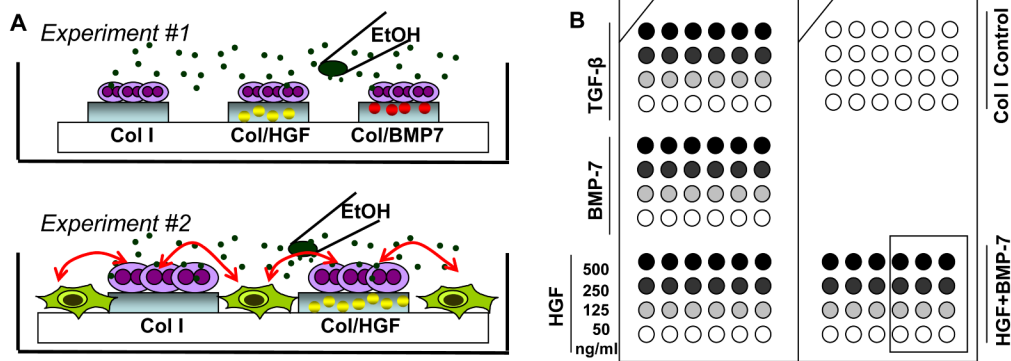 A
Experiment #1
EtOH
Col I
Col/HGF
Col/BMP7
Experiment #2
EtOH
Col I
Col/HGF
B
TGF-β
BMP-7
HGF
500
250
125
50
ng/ml
Col I Control
HGF+BMP-7